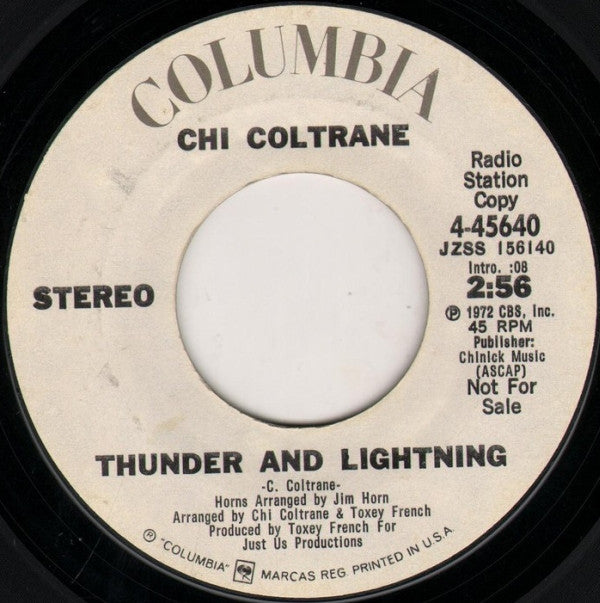 COLUMBIA
CHI COLTRANE
Radio
Station
Copy
4-45640
JZSS 156140
Intro. :08
2:56
℗ 1972 CBS, Inc.
45 RPM
Publisher:
Chinick Music
(ASCAP)
Not For
Sale
STEREO
THUNDER AND LIGHTNING
-C. Coltrane-
Horns Arranged by Jim Horn
Arranged by Chi Coltrane & Toxey French
Produced by Toxey French For
Just Us Productions
® "COLUMBIA" MARCAS REG. PRINTED IN U.S.A.